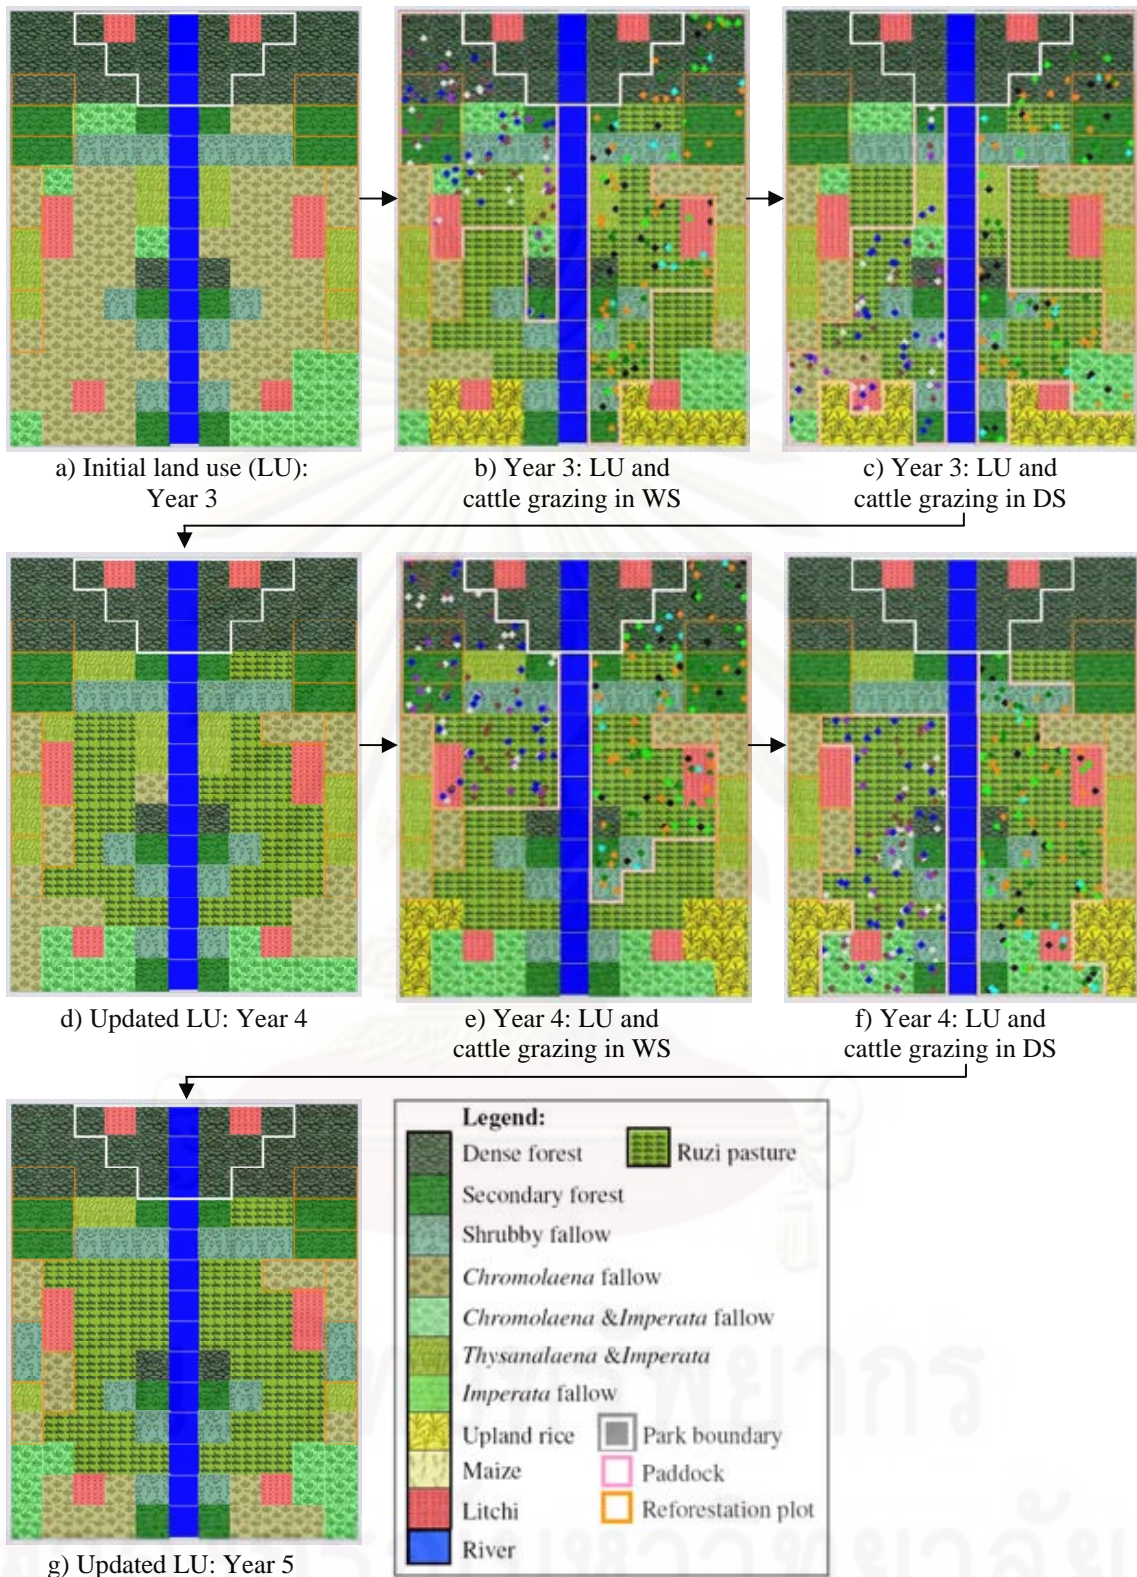 a) Initial land use (LU):
Year 3
b) Year 3: LU and
cattle grazing in WS
c) Year 3: LU and
cattle grazing in DS
d) Updated LU: Year 4
e) Year 4: LU and
cattle grazing in WS
f) Year 4: LU and
cattle grazing in DS
Legend:
Dense forest
Ruzi pasture
Secondary forest
Shrubby fallow
Chromolaena fallow
Chromolaena &Imperata fallow
Thysanalaena &Imperata
Imperata fallow
Upland rice
Park boundary
Maize
Paddock
Litchi
Reforestation plot
River
g) Updated LU: Year 5